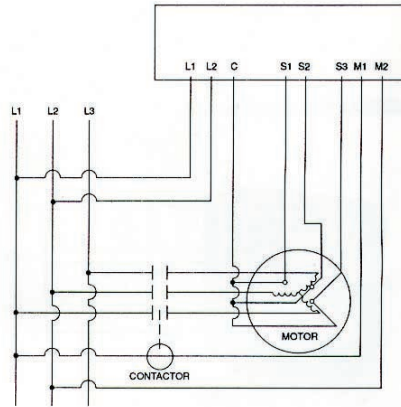 L1 L2 C S1 S2 S3 M1 M2
L1 L2 L3
MOTOR
CONTACTOR